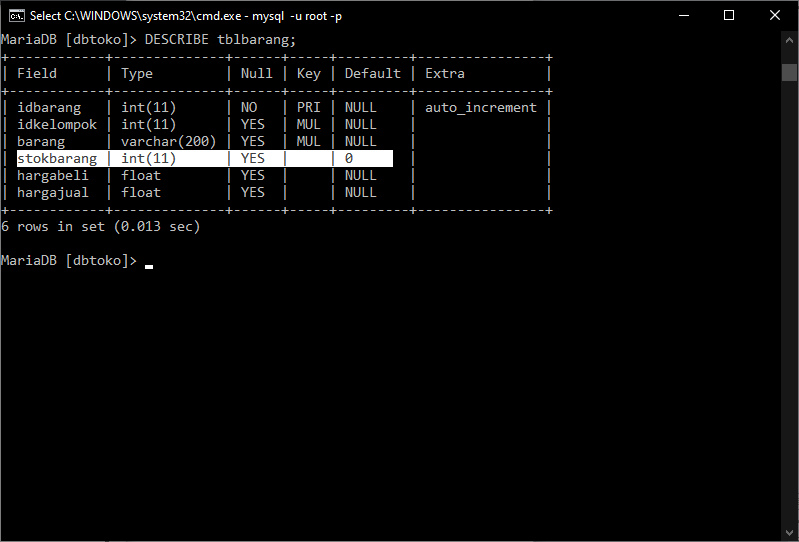 Select C:\WINDOWS\system32\cmd.exe - mysql  -u root -p
MariaDB [dbtoko]> DESCRIBE tblbarang;
+------------+--------------+------+-----+---------+----------------+
| Field      | Type         | Null | Key | Default | Extra          |
+------------+--------------+------+-----+---------+----------------+
| idbarang   | int(11)      | NO   | PRI | NULL    | auto_increment |
| idkelompok | int(11)      | YES  | MUL | NULL    |                |
| barang     | varchar(200) | YES  | MUL | NULL    |                |
| stokbarang | int(11)      | YES  |     | 0       |                |
| hargabeli  | float        | YES  |     | NULL    |                |
| hargajual  | float        | YES  |     | NULL    |                |
+------------+--------------+------+-----+---------+----------------+
6 rows in set (0.013 sec)
MariaDB [dbtoko]>